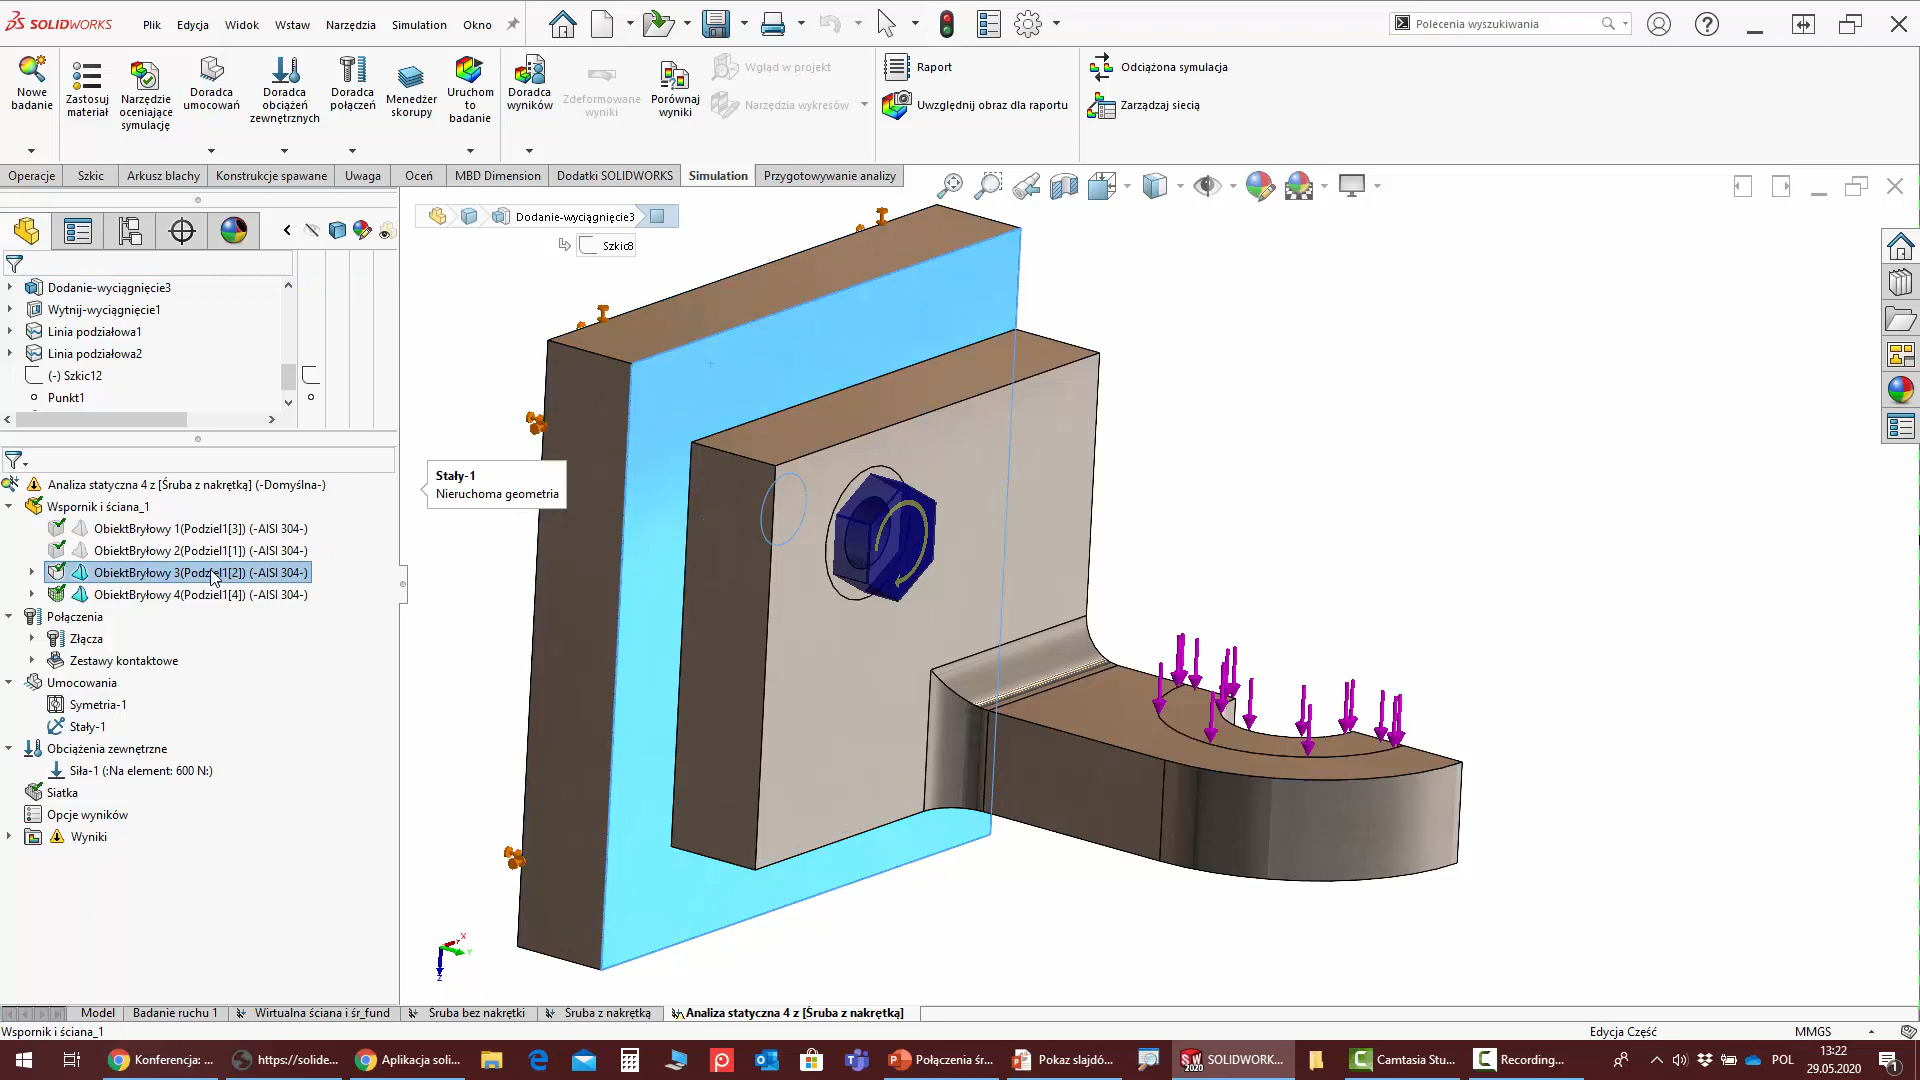 SOLIDWORKS
Plik Edycja Widok Wstaw Narzędzia Simulation Okno
Polecenia wyszukiwania
Nowe badanie
Zastosuj materiał
Narzędzie oceniające symulację
Doradca umocowań
Doradca obciążeń zewnętrznych
Doradca połączeń
Menedżer skorupy
Uruchom to badanie
Doradca wyników
Zdeformowane wyniki
Porównaj wyniki
Wgląd w projekt
Narzędzia wykresów
Raport
Uwzględnij obraz dla raportu
Odciążona symulacja
Zarządzaj siecią
Operacje Szkic Arkusz blachy Konstrukcje spawane Uwaga Oceń MBD Dimension Dodatki SOLIDWORKS Simulation Przygotowywanie analizy
Dodanie-wyciągnięcie3
Szkic8
Dodanie-wyciągnięcie3
Wytnij-wyciągnięcie1
Linia podziałowa1
Linia podziałowa2
(-) Szkic12
Punkt1
Analiza statyczna 4 z [Śruba z nakrętką] (-Domyślna-)
Wspornik i ściana_1
ObiektBryłowy 1(Podziel1[3]) (-AISI 304-)
ObiektBryłowy 2(Podziel1[1]) (-AISI 304-)
ObiektBryłowy 3(Podziel1[2]) (-AISI 304-)
ObiektBryłowy 4(Podziel1[4]) (-AISI 304-)
Połączenia
Złącza
Zestawy kontaktowe
Umocowania
Symetria-1
Stały-1
Obciążenia zewnętrzne
Siła-1 (:Na element: 600 N:)
Siatka
Opcje wyników
Wyniki
Stały-1
Nieruchoma geometria
X
Y
Z
Model Badanie ruchu 1 Wirtualna ściana i śr_fund Śruba bez nakrętki Śruba z nakrętką Analiza statyczna 4 z [Śruba z nakrętką]
Wspornik i ściana_1 Edycja Część MMGS
Konferencja: ... https://solide... Aplikacja soli... Połączenia śr... Pokaz slajdó... SOLIDWORK... Camtasia Stu... Recording... POL
13:22
29.05.2020